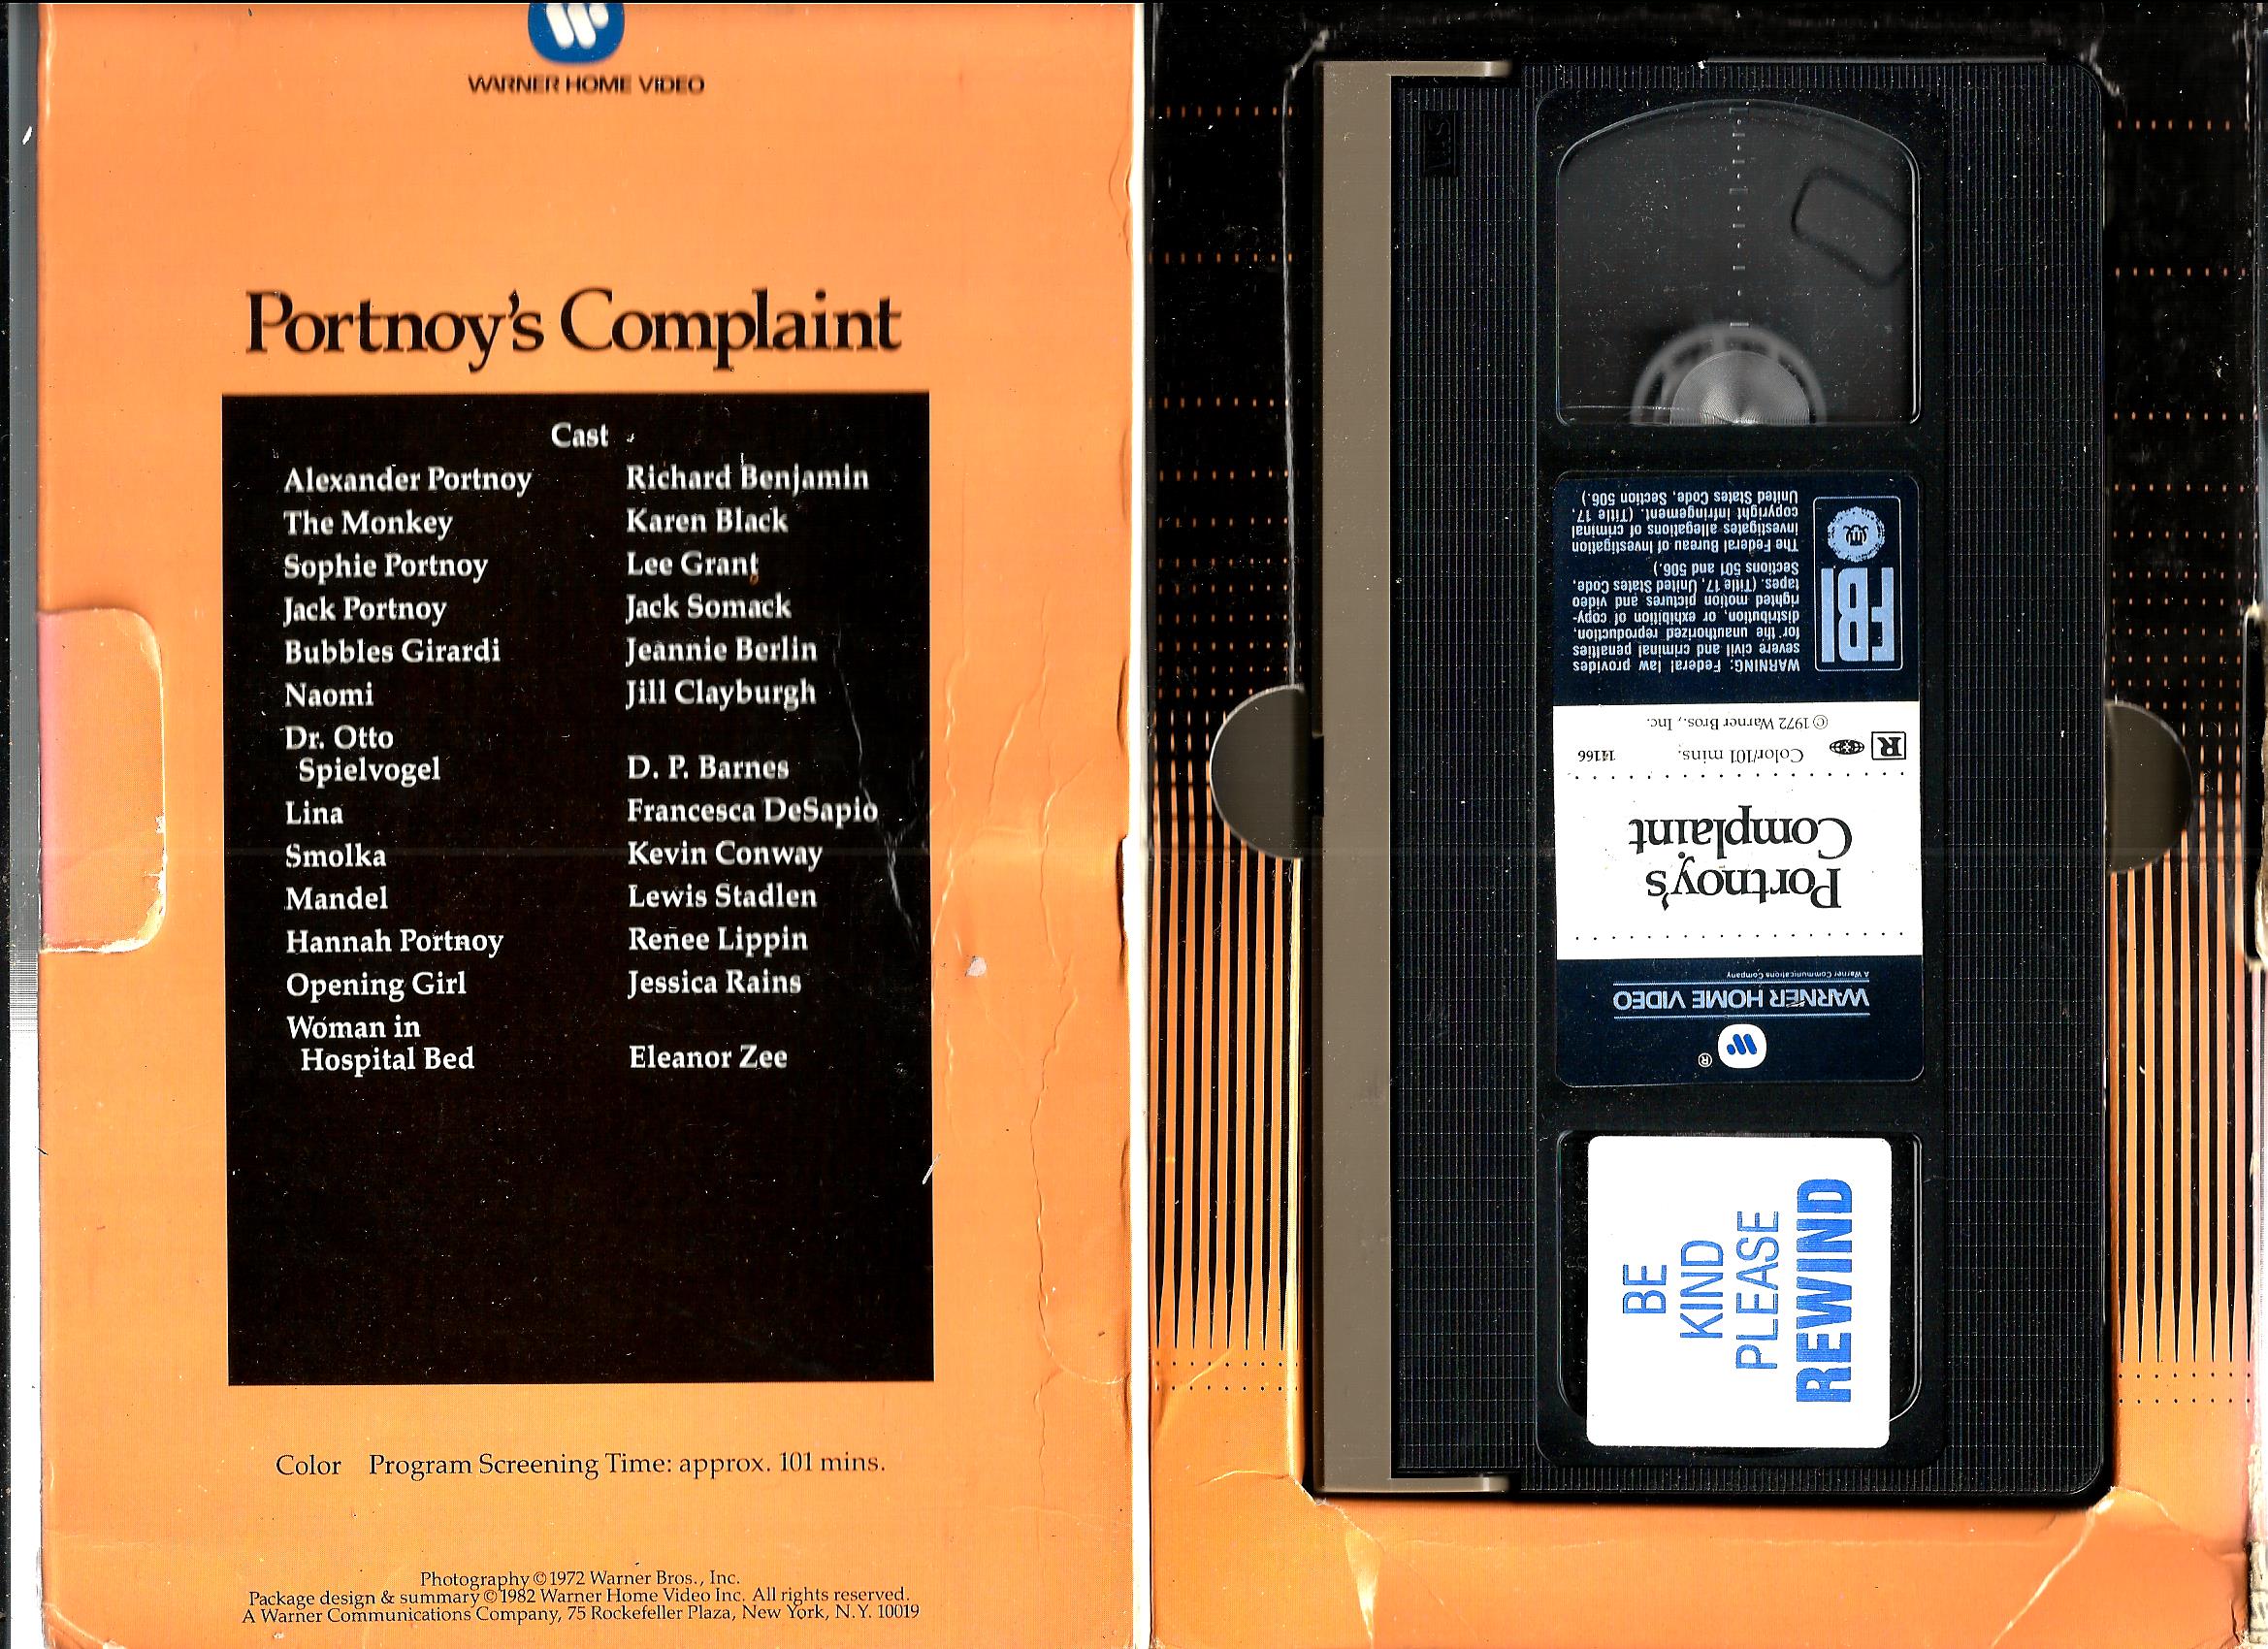 WARNER HOME VIDEO
Portnoy's Complaint
Cast
Alexander Portnoy Richard Benjamin
The Monkey Karen Black
Sophie Portnoy Lee Grant
Jack Portnoy Jack Somack
Bubbles Girardi Jeannie Berlin
Naomi Jill Clayburgh
Dr. Otto
Spielvogel D. P. Barnes
Lina Francesca DeSapio
Smolka Kevin Conway
Mandel Lewis Stadlen
Hannah Portnoy Renee Lippin
Opening Girl Jessica Rains
Woman in
Hospital Bed Eleanor Zee
Color Program Screening Time: approx. 101 mins.
Photography © 1972 Warner Bros., Inc.
Package design & summary © 1982 Warner Home Video Inc. All rights reserved.
A Warner Communications Company, 75 Rockefeller Plaza, New York, N.Y. 10019
VHS
®
WARNER HOME VIDEO
A Warner Communications Company
Portnoy's
Complaint
R Color/101 mins. 14166
© 1972 Warner Bros., Inc.
FBI
WARNING: Federal law provides
severe civil and criminal penalties
for the unauthorized reproduction,
distribution, or exhibition of copy-
righted motion pictures and video
tapes. (Title 17, United States Code,
Sections 501 and 506.)
The Federal Bureau of Investigation
investigates allegations of criminal
copyright infringement. (Title 17,
United States Code, Section 506.)
BE
KIND
PLEASE
REWIND